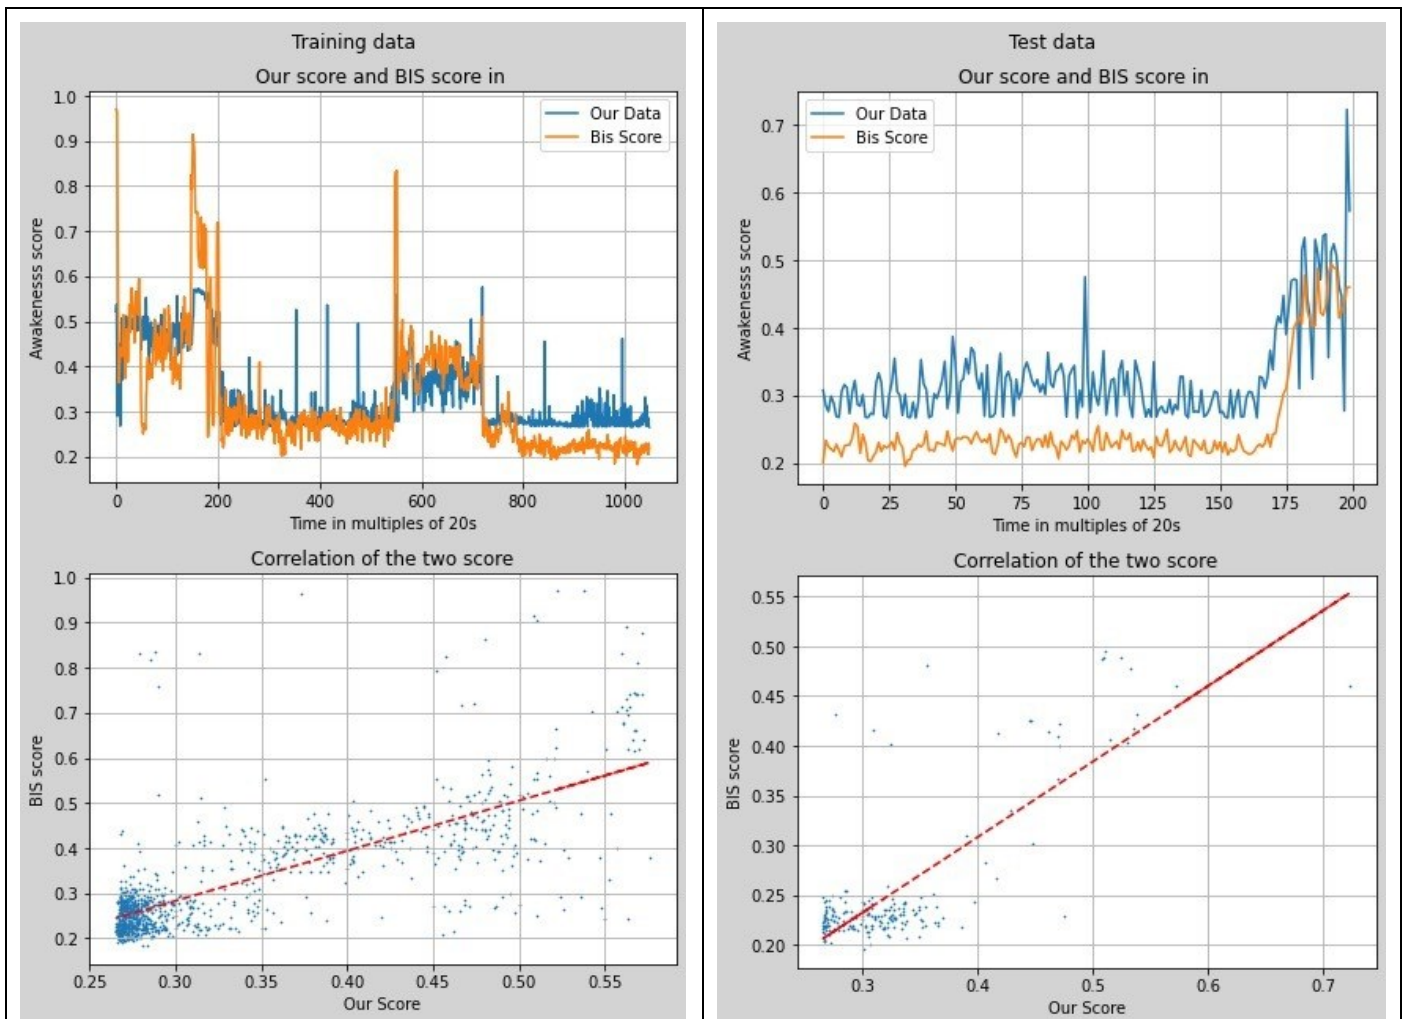 Training data
Our score and BIS score in
Our Data
Bis Score
1.0
0.9
0.8
0.7
0.6
0.5
0.4
0.3
0.2
Awakenesss score
0 200 400 600 800 1000
Time in multiples of 20s
Correlation of the two score
1.0
0.9
0.8
0.7
0.6
0.5
0.4
0.3
0.2
BIS score
0.25 0.30 0.35 0.40 0.45 0.50 0.55
Our Score
Test data
Our score and BIS score in
Our Data
Bis Score
0.7
0.6
0.5
0.4
0.3
0.2
Awakenesss score
0 25 50 75 100 125 150 175 200
Time in multiples of 20s
Correlation of the two score
0.55
0.50
0.45
0.40
0.35
0.30
0.25
0.20
BIS score
0.3 0.4 0.5 0.6 0.7
Our Score